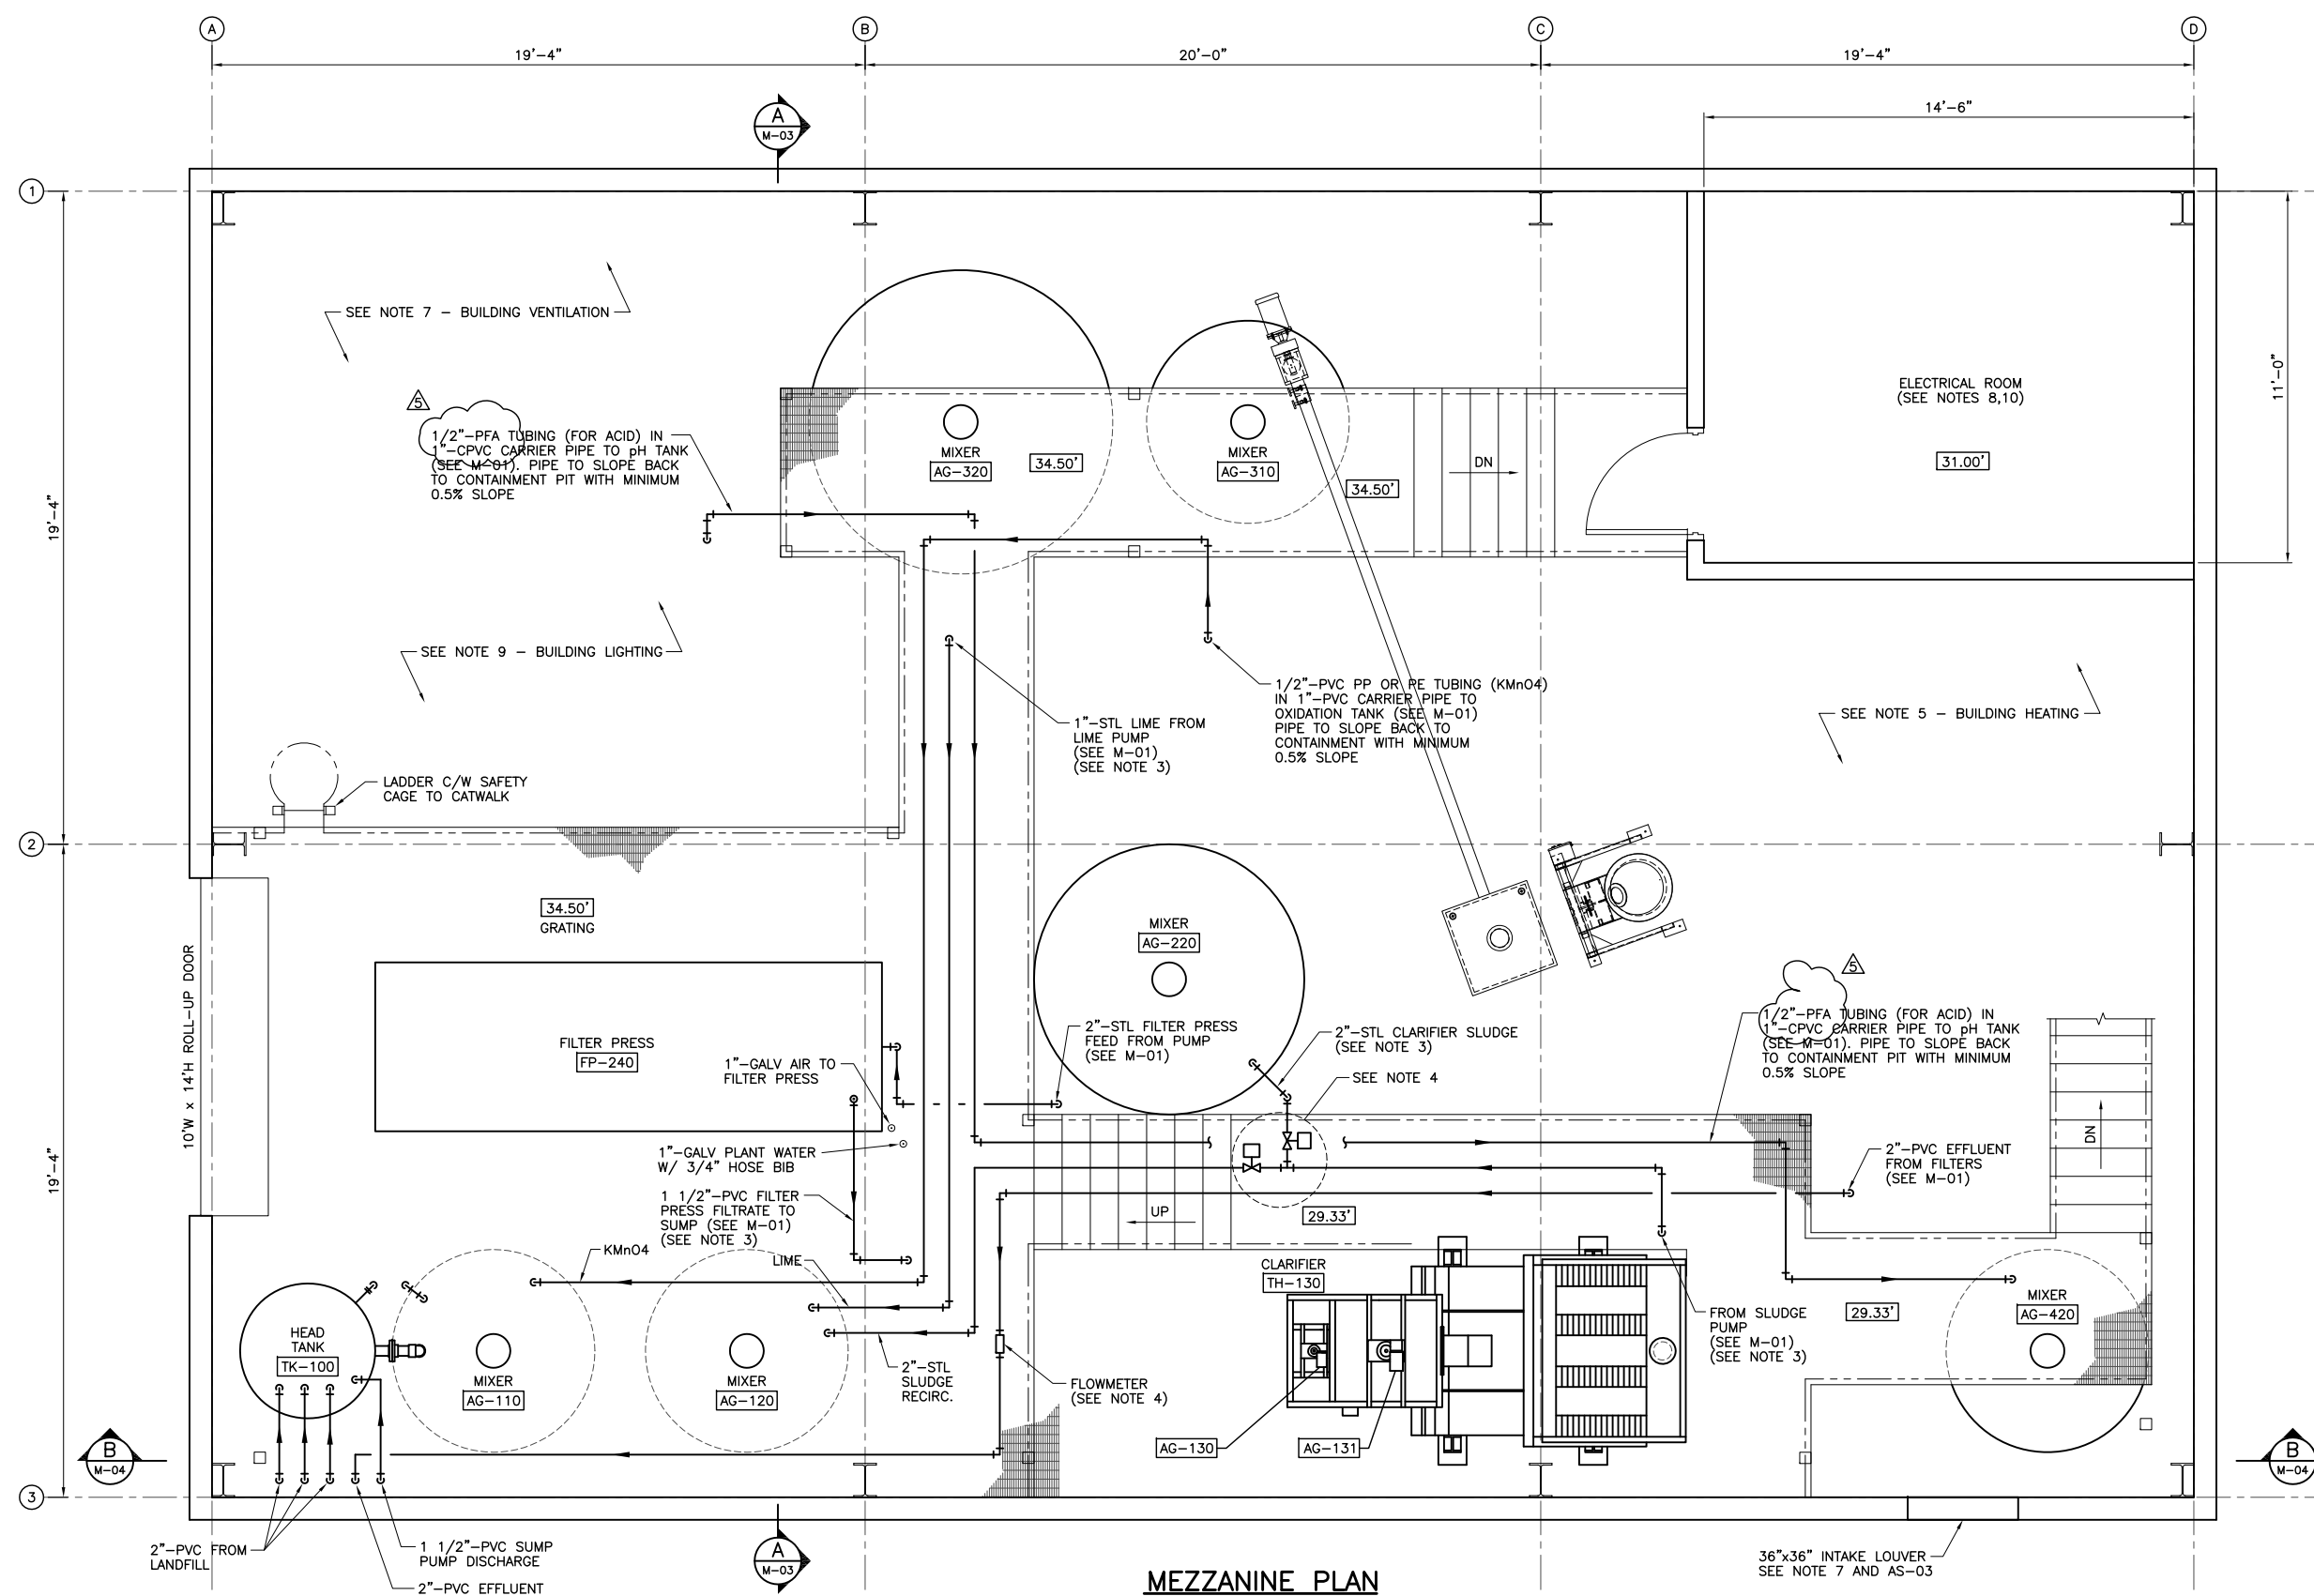 A
B
C
D
19'-4"
20'-0"
19'-4"
14'-6"
A
M-03
1
SEE NOTE 7 - BUILDING VENTILATION
5
1/2"-PFA TUBING (FOR ACID) IN
1"-CPVC CARRIER PIPE TO pH TANK
(SEE M-01). PIPE TO SLOPE BACK
TO CONTAINMENT PIT WITH MINIMUM
0.5% SLOPE
MIXER
AG-320
34.50'
MIXER
AG-310
34.50'
DN
ELECTRICAL ROOM
(SEE NOTES 8,10)
31.00'
11'-0"
19'-4"
SEE NOTE 9 - BUILDING LIGHTING
1"-STL LIME FROM
LIME PUMP
(SEE M-01)
(SEE NOTE 3)
1/2"-PVC PP OR PE TUBING (KMnO4)
IN 1"-PVC CARRIER PIPE TO
OXIDATION TANK (SEE M-01)
PIPE TO SLOPE BACK TO
CONTAINMENT WITH MINIMUM
0.5% SLOPE
SEE NOTE 5 - BUILDING HEATING
LADDER C/W SAFETY
CAGE TO CATWALK
2
34.50'
GRATING
MIXER
AG-220
10'W x 14'H ROLL-UP DOOR
FILTER PRESS
FP-240
1"-GALV AIR TO
FILTER PRESS
2"-STL FILTER PRESS
FEED FROM PUMP
(SEE M-01)
2"-STL CLARIFIER SLUDGE
(SEE NOTE 3)
SEE NOTE 4
5
1/2"-PFA TUBING (FOR ACID) IN
1"-CPVC CARRIER PIPE TO pH TANK
(SEE M-01). PIPE TO SLOPE BACK
TO CONTAINMENT PIT WITH MINIMUM
0.5% SLOPE
DN
19'-4"
1"-GALV PLANT WATER
W/ 3/4" HOSE BIB
1 1/2"-PVC FILTER
PRESS FILTRATE TO
SUMP (SEE M-01)
(SEE NOTE 3)
2"-PVC EFFLUENT
FROM FILTERS
(SEE M-01)
UP
29.33'
KMnO4
LIME
CLARIFIER
TH-130
HEAD
TANK
TK-100
MIXER
AG-110
MIXER
AG-120
2"-STL
SLUDGE
RECIRC.
FLOWMETER
(SEE NOTE 4)
AG-130
AG-131
FROM SLUDGE
PUMP
(SEE M-01)
(SEE NOTE 3)
29.33'
MIXER
AG-420
B
M-04
B
M-04
3
2"-PVC FROM
LANDFILL
1 1/2"-PVC SUMP
PUMP DISCHARGE
2"-PVC EFFLUENT
A
M-03
36"x36" INTAKE LOUVER
SEE NOTE 7 AND AS-03
MEZZANINE PLAN